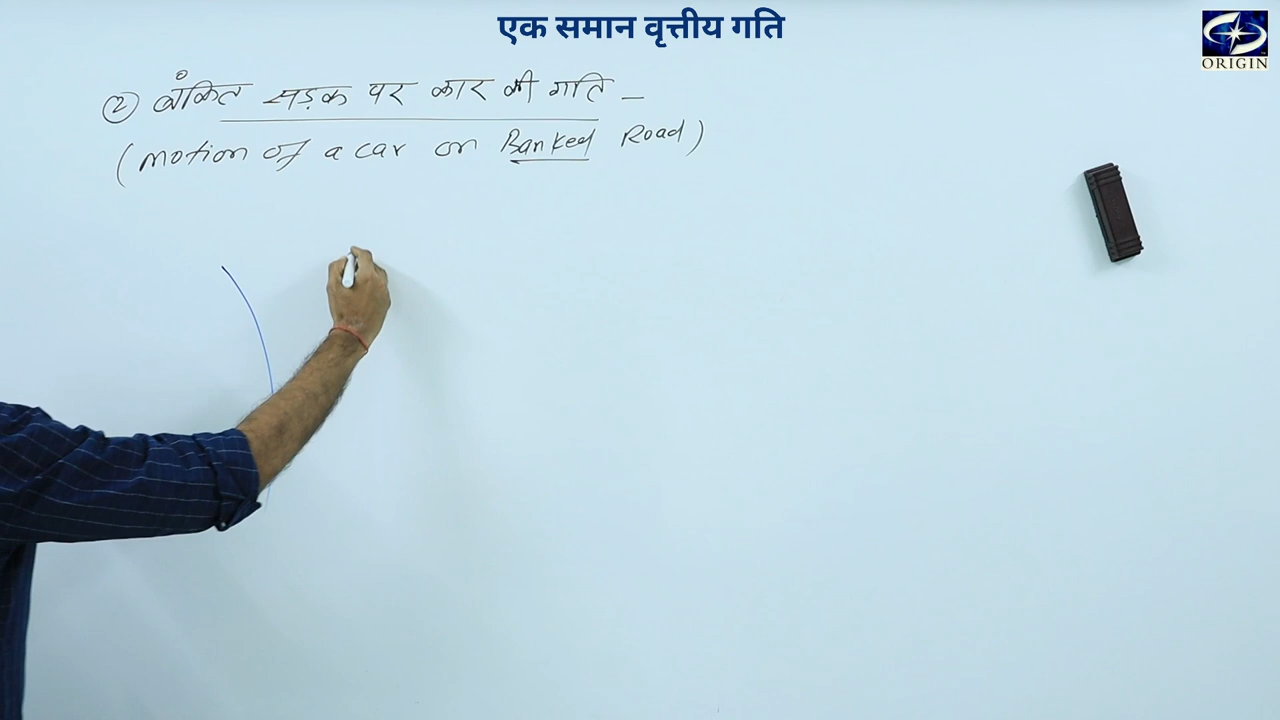 एक समान वृत्तीय गति
ORIGIN
② बंकित सड़क पर कार की गति –
(motion of a car on Banked Road)